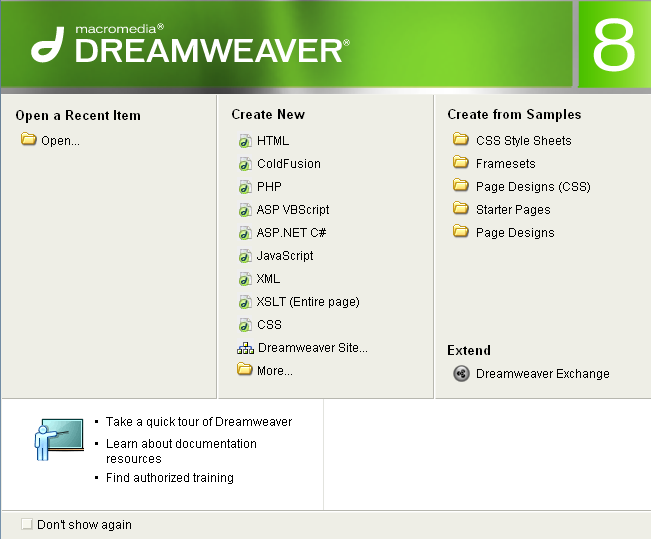 macromedia®
DREAMWEAVER®
8
Open a Recent Item
Open...
Create New
HTML
ColdFusion
PHP
ASP VBScript
ASP.NET C#
JavaScript
XML
XSLT (Entire page)
CSS
Dreamweaver Site...
More...
Create from Samples
CSS Style Sheets
Framesets
Page Designs (CSS)
Starter Pages
Page Designs
Extend
Dreamweaver Exchange
• Take a quick tour of Dreamweaver
• Learn about documentation
resources
• Find authorized training
Don't show again